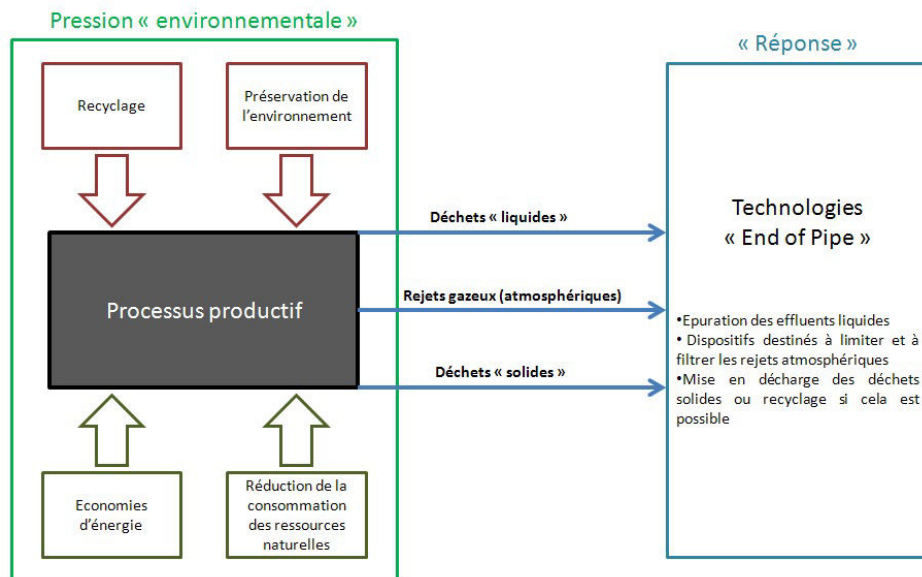 Pression « environnementale »
« Réponse »
Recyclage
Préservation de
l'environnement
Déchets « liquides »
Technologies
« End of Pipe »
Processus productif
Rejets gazeux (atmosphériques)
•Epuration des effluents liquides
• Dispositifs destinés à limiter et à
filtrer les rejets atmosphériques
•Mise en décharge des déchets
solides ou recyclage si cela est
possible
Déchets « solides »
Economies
d'énergie
Réduction de la
consommation
des ressources
naturelles